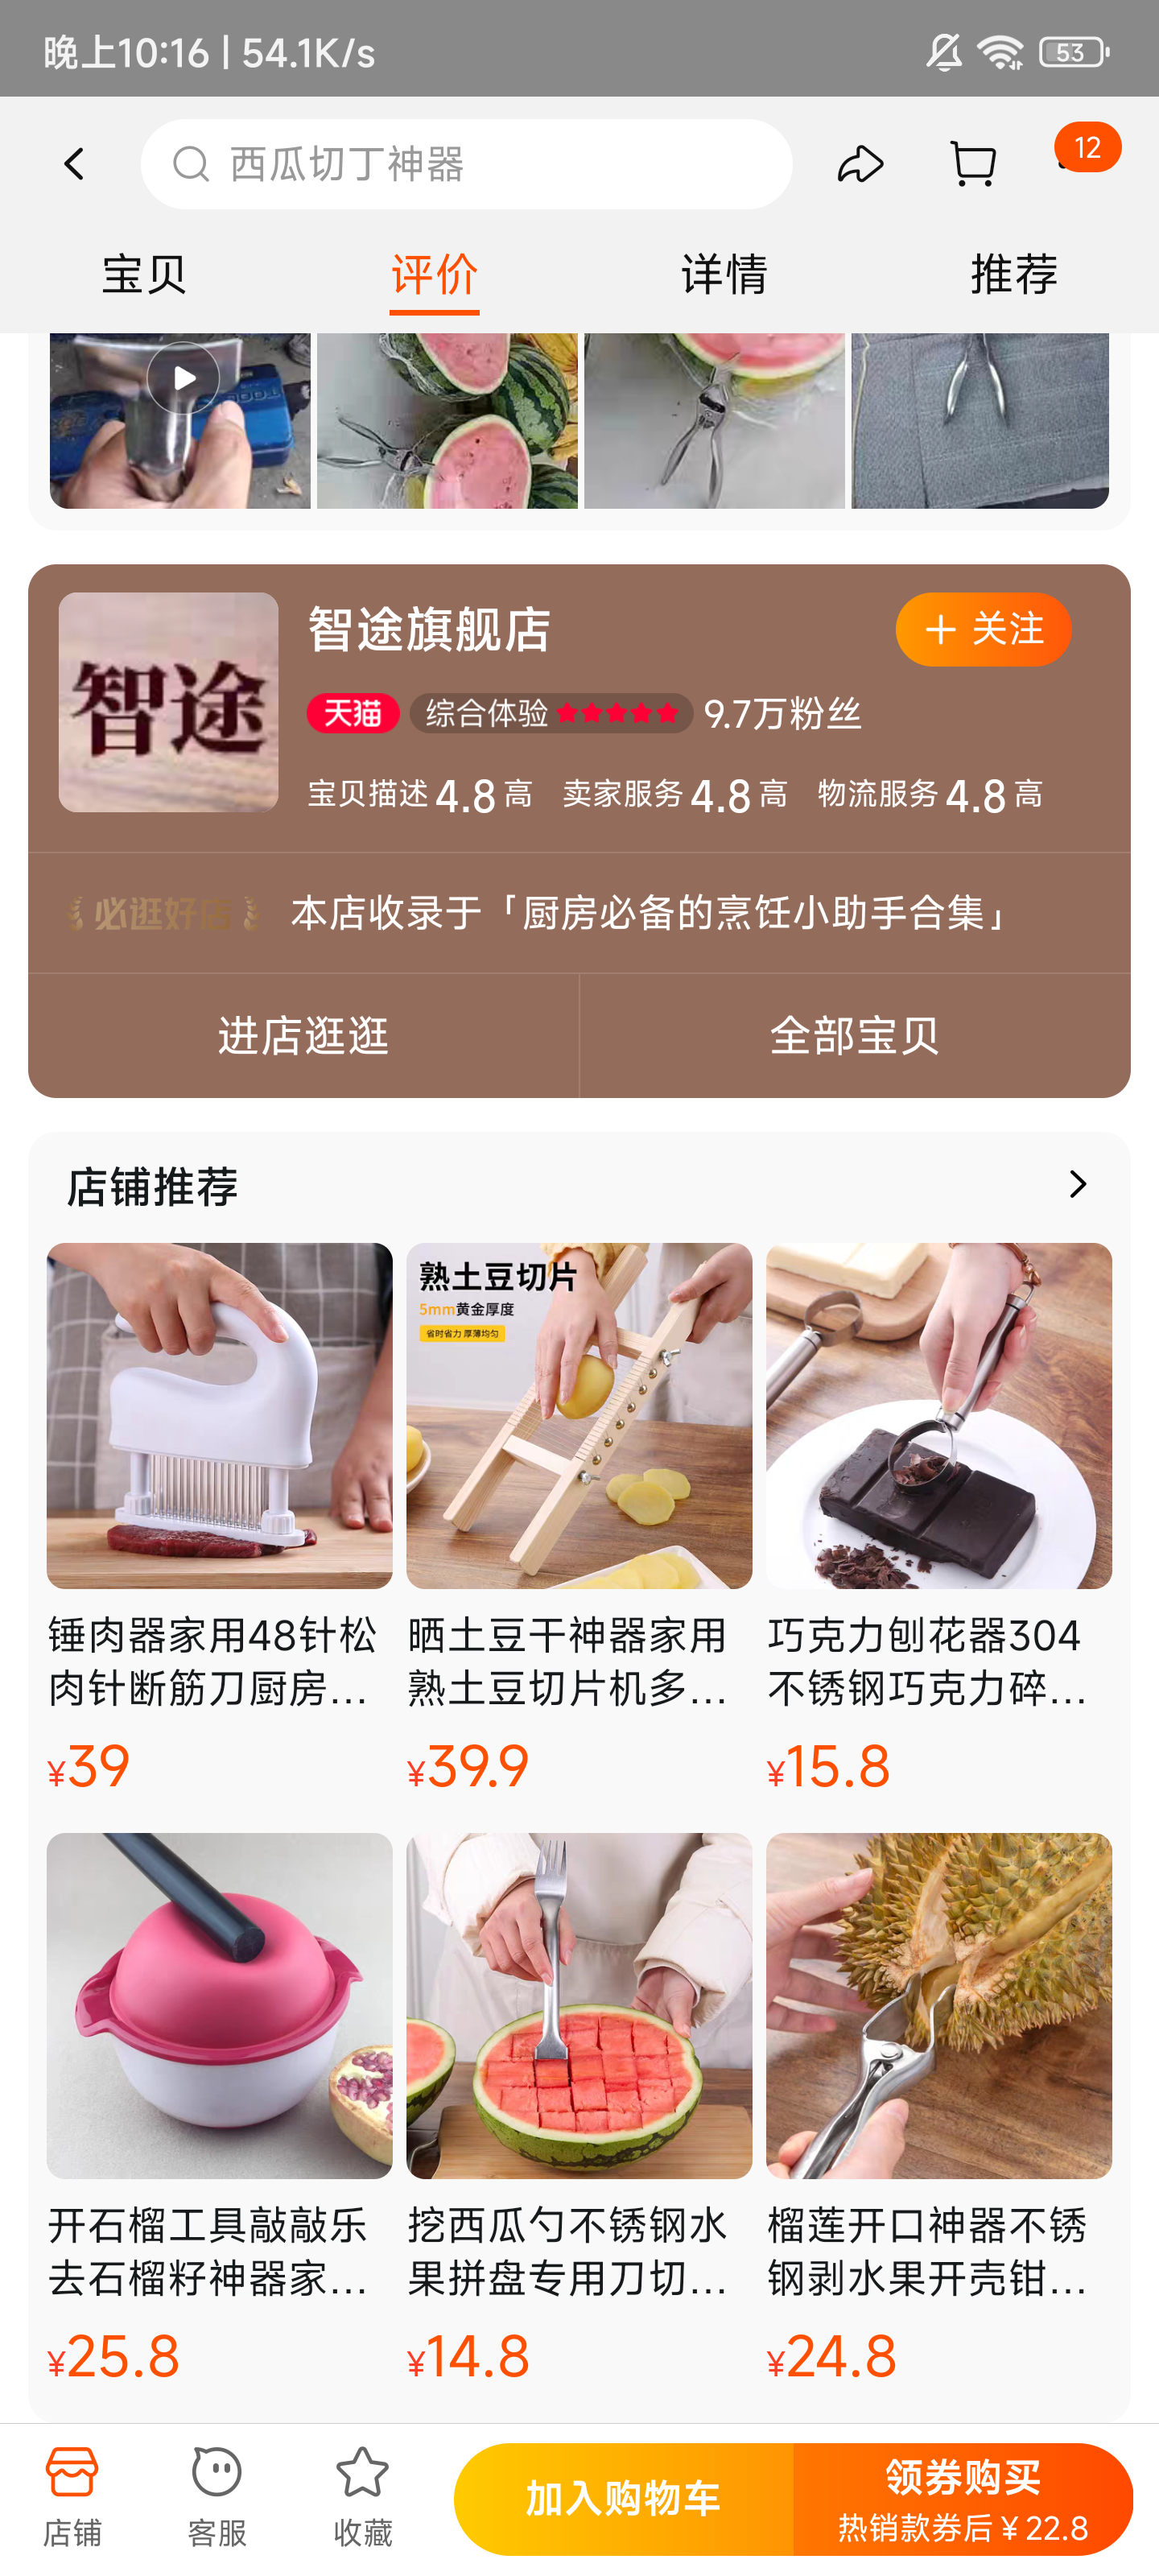 晚上10:16 | 54.1K/s
53
西瓜切丁神器
12
宝贝 评价 详情 推荐
智途
智途旗舰店
+ 关注
天猫 综合体验 9.7万粉丝
宝贝描述 4.8 高 卖家服务 4.8 高 物流服务 4.8 高
必逛好店 本店收录于「厨房必备的烹饪小助手合集」
进店逛逛 全部宝贝
店铺推荐
熟土豆切片
5mm黄金厚度
省时省力 厚薄均匀
锤肉器家用48针松
肉针断筋刀厨房...
¥39
晒土豆干神器家用
熟土豆切片机多...
¥39.9
巧克力刨花器304
不锈钢巧克力碎...
¥15.8
开石榴工具敲敲乐
去石榴籽神器家...
¥25.8
挖西瓜勺不锈钢水
果拼盘专用刀切...
¥14.8
榴莲开口神器不锈
钢剥水果开壳钳...
¥24.8
店铺 客服 收藏
加入购物车
领券购买
热销款券后¥22.8